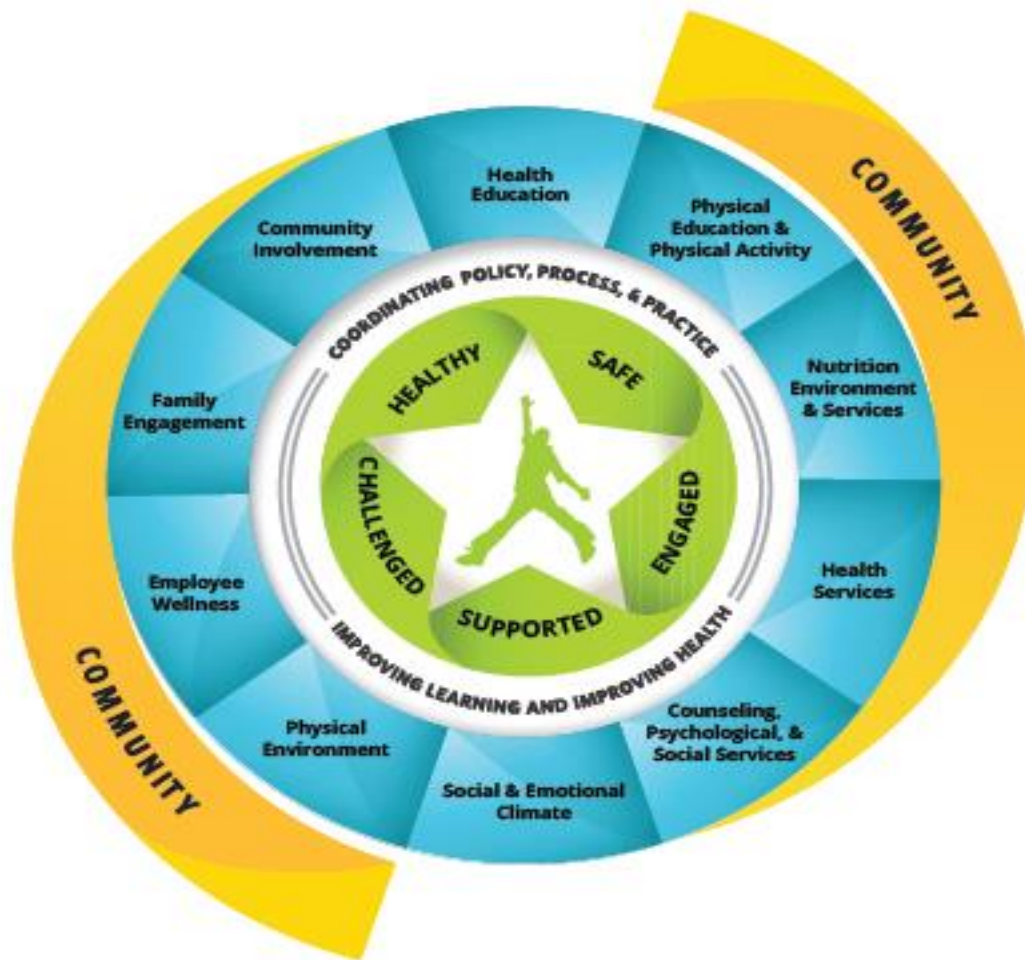 COMMUNITY
Health
Education
Physical
Education &
Physical Activity
Nutrition
Environment
& Services
Health
Services
Counseling,
Psychological, &
Social Services
Social & Emotional
Climate
Physical
Environment
Employee
Wellness
Family
Engagement
Community
Involvement
COORDINATING POLICY, PROCESS, & PRACTICE
IMPROVING LEARNING AND IMPROVING HEALTH
HEALTHY
SAFE
ENGAGED
SUPPORTED
CHALLENGED
COMMUNITY